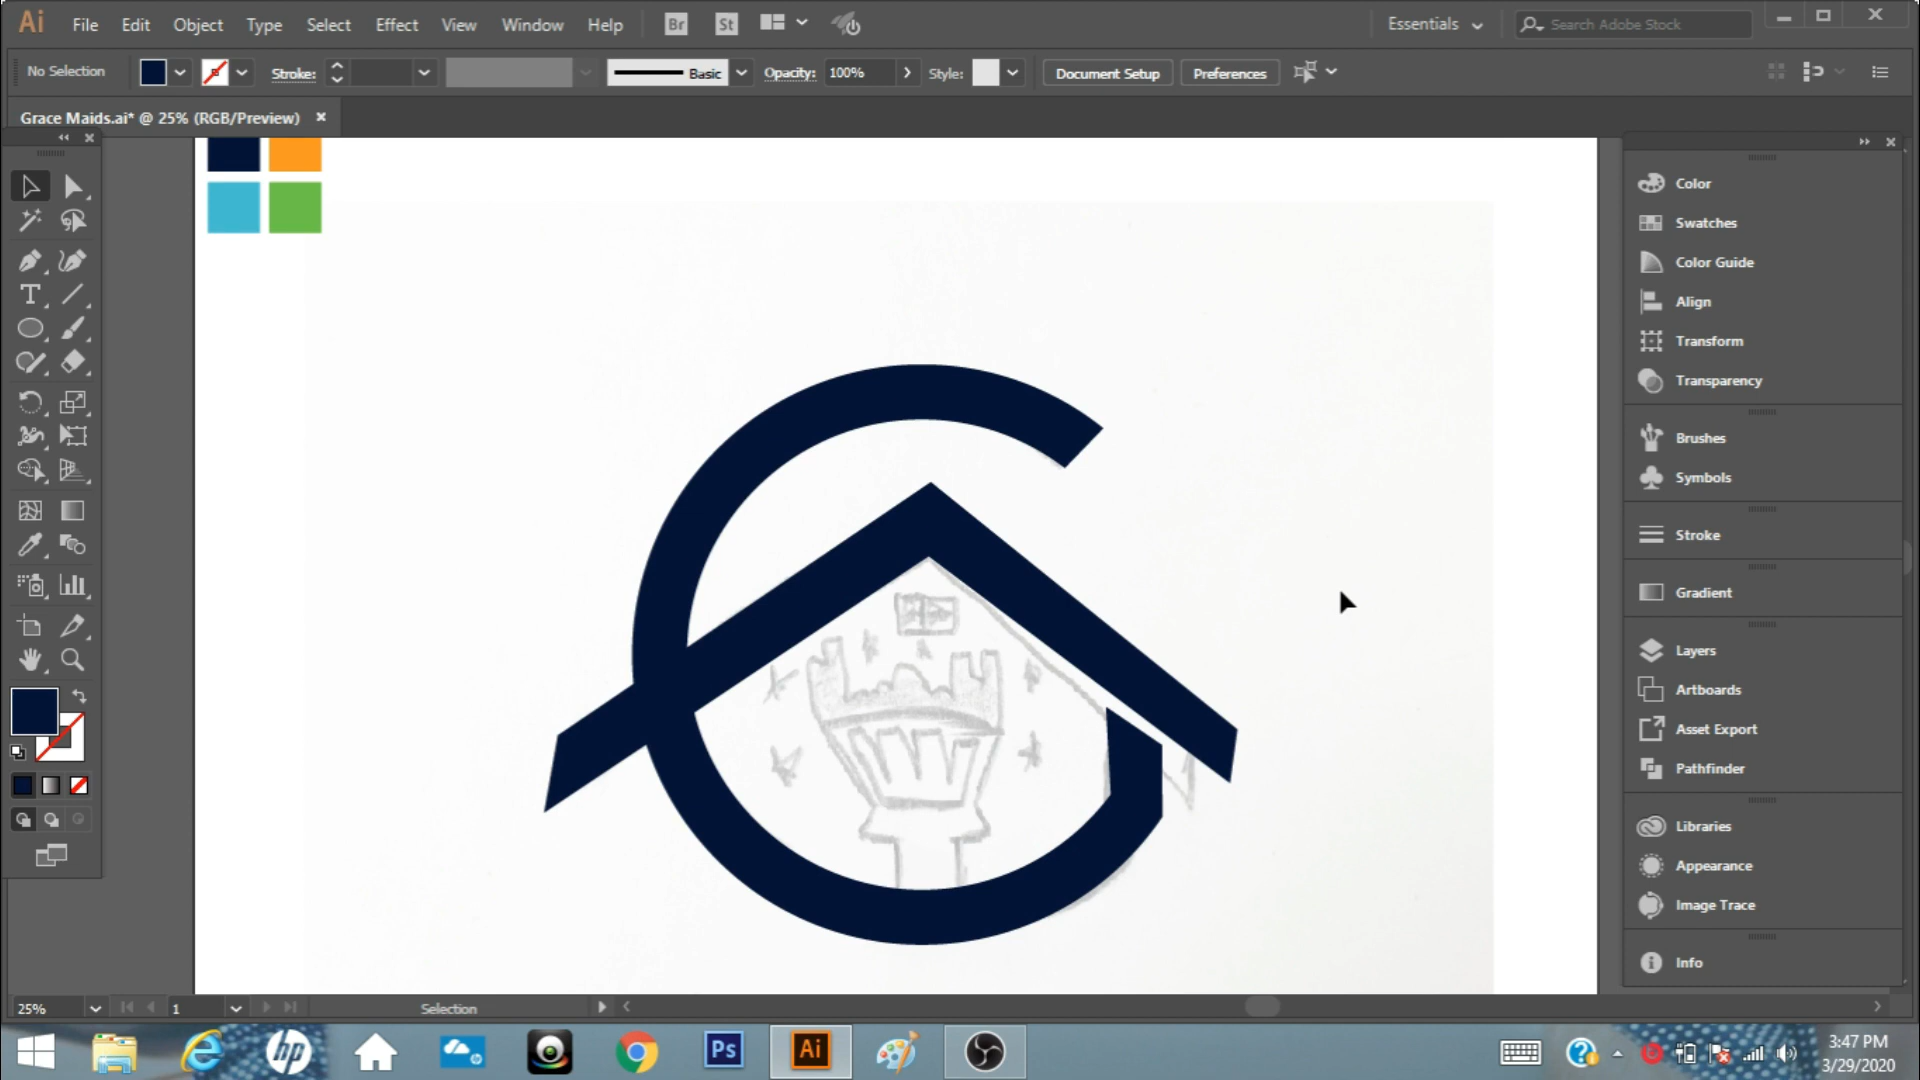 Ai File Edit Object Type Select Effect View Window Help Br St Essentials Search Adobe Stock
No Selection Stroke: Basic Opacity: 100% Style: Document Setup Preferences
Grace Maids.ai* @ 25% (RGB/Preview)
Color
Swatches
Color Guide
Align
Transform
Transparency
Brushes
Symbols
Stroke
Gradient
Layers
Artboards
Asset Export
Pathfinder
Libraries
Appearance
Image Trace
Info
25% 1 Selection
hp Ps Ai
3:47 PM
3/29/2020